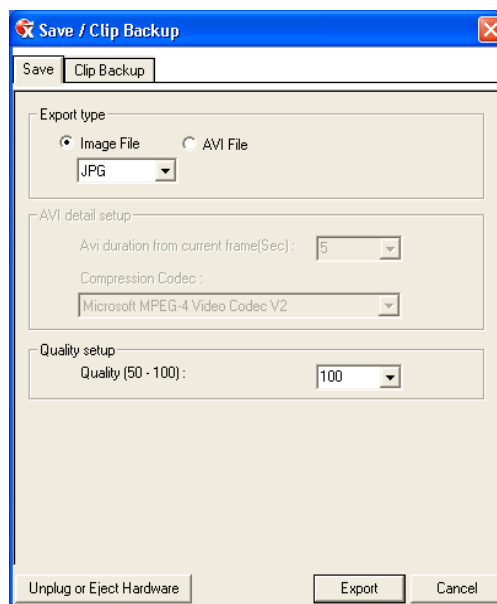 Save / Clip Backup
Save Clip Backup
Export type
Image File AVI File
JPG
AVI detail setup
Avi duration from current frame(Sec) : 5
Compression Codec :
Microsoft MPEG-4 Video Codec V2
Quality setup
Quality (50 - 100) : 100
Unplug or Eject Hardware Export Cancel